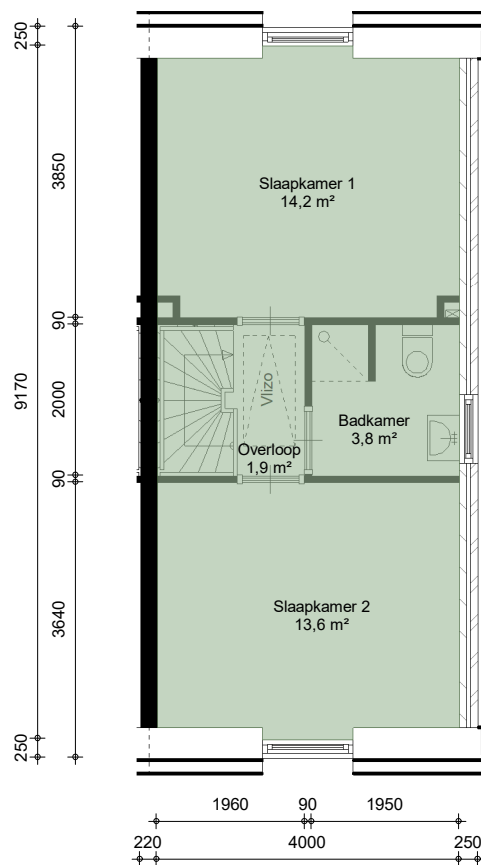 250
3850
90
9170
2000
90
3640
250
Slaapkamer 1
14,2 m²
Vlizo
Badkamer
3,8 m²
Overloop
1,9 m²
Slaapkamer 2
13,6 m²
1960 90 1950
220 4000 250